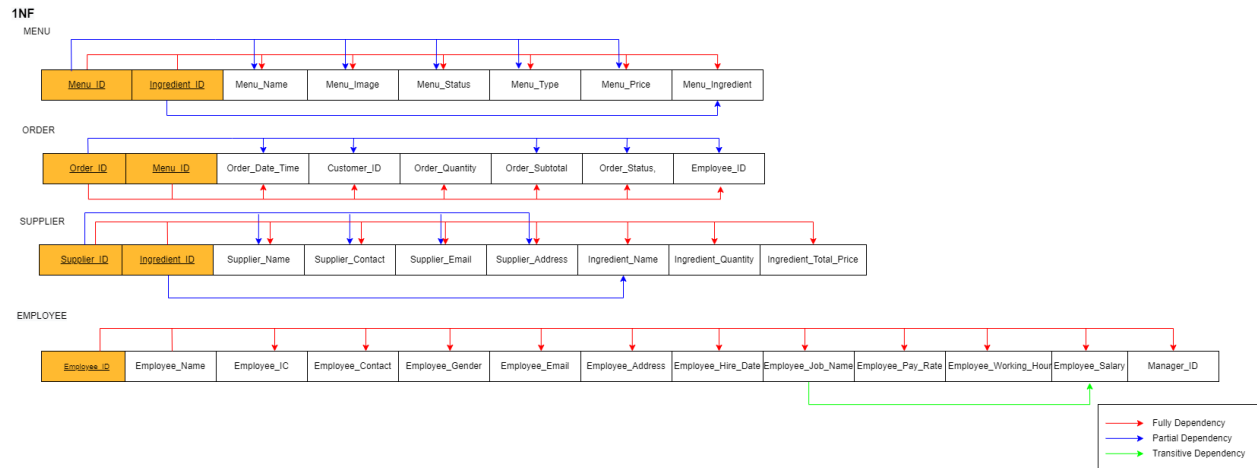 1NF
MENU
Menu_ID Ingredient_ID Menu_Name Menu_Image Menu_Status Menu_Type Menu_Price Menu_Ingredient
ORDER
Order_ID Menu_ID Order_Date_Time Customer_ID Order_Quantity Order_Subtotal Order_Status, Employee_ID
SUPPLIER
Supplier_ID Ingredient_ID Supplier_Name Supplier_Contact Supplier_Email Supplier_Address Ingredient_Name Ingredient_Quantity Ingredient_Total_Price
EMPLOYEE
Employee_ID Employee_Name Employee_IC Employee_Contact Employee_Gender Employee_Email Employee_Address Employee_Hire_Date Employee_Job_Name Employee_Pay_Rate Employee_Working_Hour Employee_Salary Manager_ID
Fully Dependency
Partial Dependency
Transitive Dependency